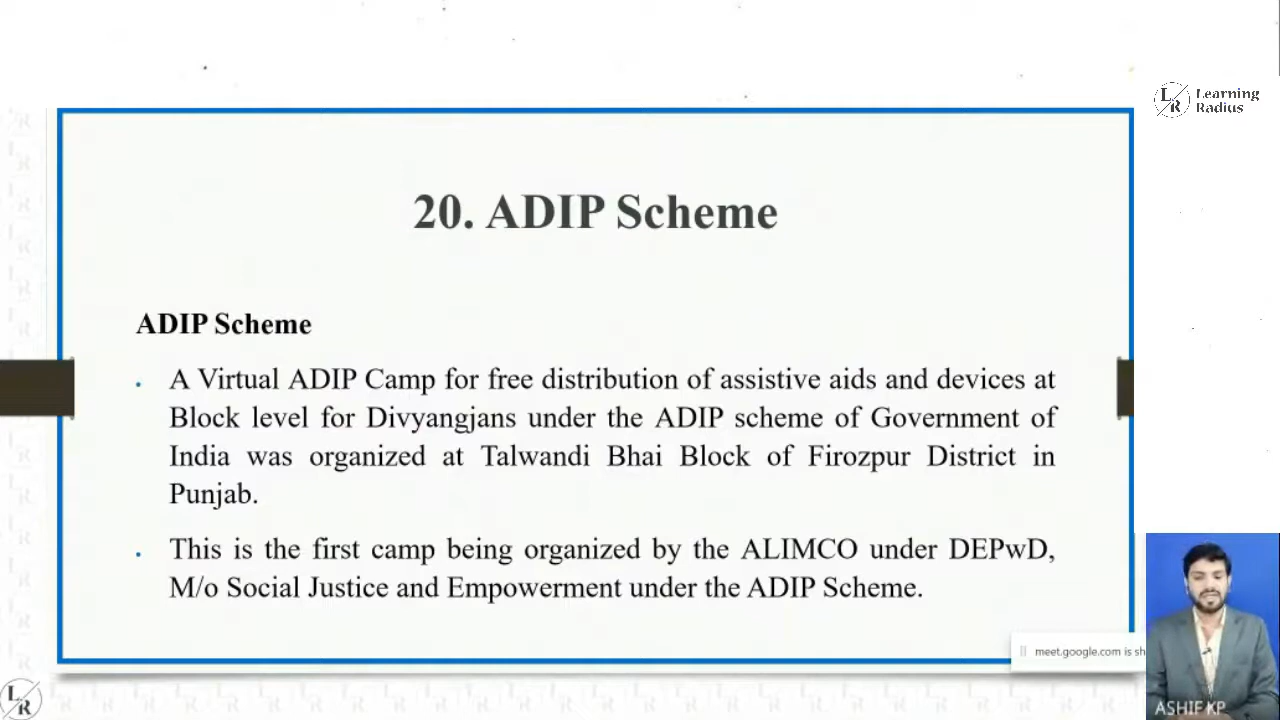 L
R
Learning
Radius
20. ADIP Scheme
ADIP Scheme
• A Virtual ADIP Camp for free distribution of assistive aids and devices at
Block level for Divyangjans under the ADIP scheme of Government of
India was organized at Talwandi Bhai Block of Firozpur District in
Punjab.
• This is the first camp being organized by the ALIMCO under DEPwD,
M/o Social Justice and Empowerment under the ADIP Scheme.
meet.google.com is sh
ASHIF KP
L
R